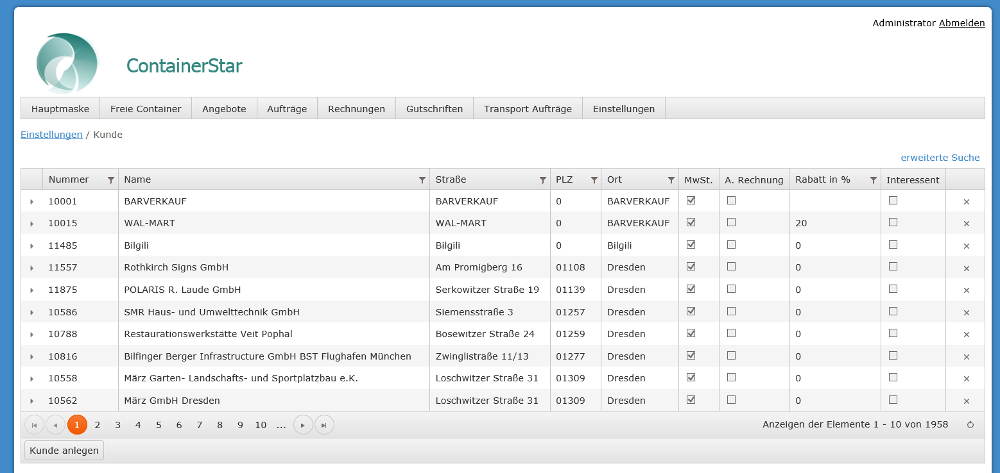 Administrator Abmelden
ContainerStar
Hauptmaske Freie Container Angebote Aufträge Rechnungen Gutschriften Transport Aufträge Einstellungen
Einstellungen / Kunde
erweiterte Suche
Nummer Name Straße PLZ Ort MwSt. A. Rechnung Rabatt in % Interessent
10001 BARVERKAUF BARVERKAUF 0 BARVERKAUF
10015 WAL-MART WAL-MART 0 BARVERKAUF 20
11485 Bilgili Bilgili 0 Bilgili 0
11557 Rothkirch Signs GmbH Am Promigberg 16 01108 Dresden 0
11875 POLARIS R. Laude GmbH Serkowitzer Straße 19 01139 Dresden 0
10586 SMR Haus- und Umwelttechnik GmbH Siemensstraße 3 01257 Dresden 0
10788 Restaurationswerkstätte Veit Pophal Bosewitzer Straße 24 01259 Dresden 0
10816 Bilfinger Berger Infrastructure GmbH BST Flughafen München Zwinglistraße 11/13 01277 Dresden 0
10558 März Garten- Landschafts- und Sportplatzbau e.K. Loschwitzer Straße 31 01309 Dresden 0
10562 März GmbH Dresden Loschwitzer Straße 31 01309 Dresden 0
1 2 3 4 5 6 7 8 9 10 ... Anzeigen der Elemente 1 - 10 von 1958
Kunde anlegen